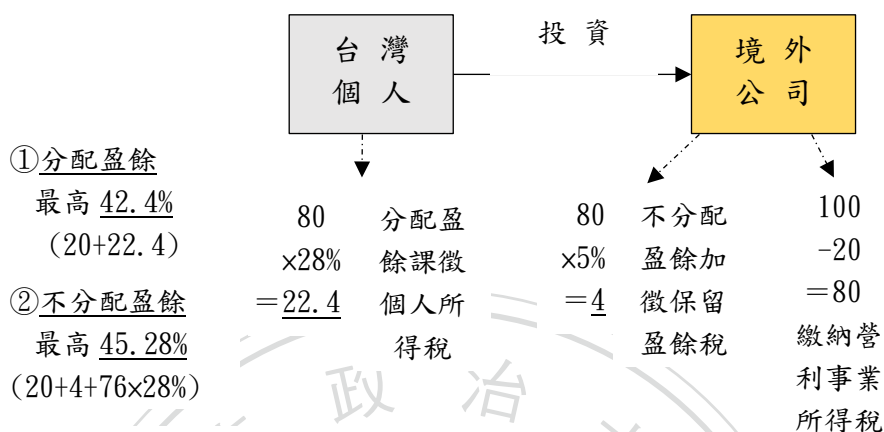 台 灣
個 人
投 資
境 外
公 司
①分配盈餘
最高 42.4%
(20+22.4)
②不分配盈餘
最高 45.28%
(20+4+76×28%)
80
×28%
＝22.4
分配盈
餘課徵
個人所
得稅
80
×5%
＝4
不分配
盈餘加
徵保留
盈餘稅
100
-20
＝80
繳納營
利事業
所得稅
政 治